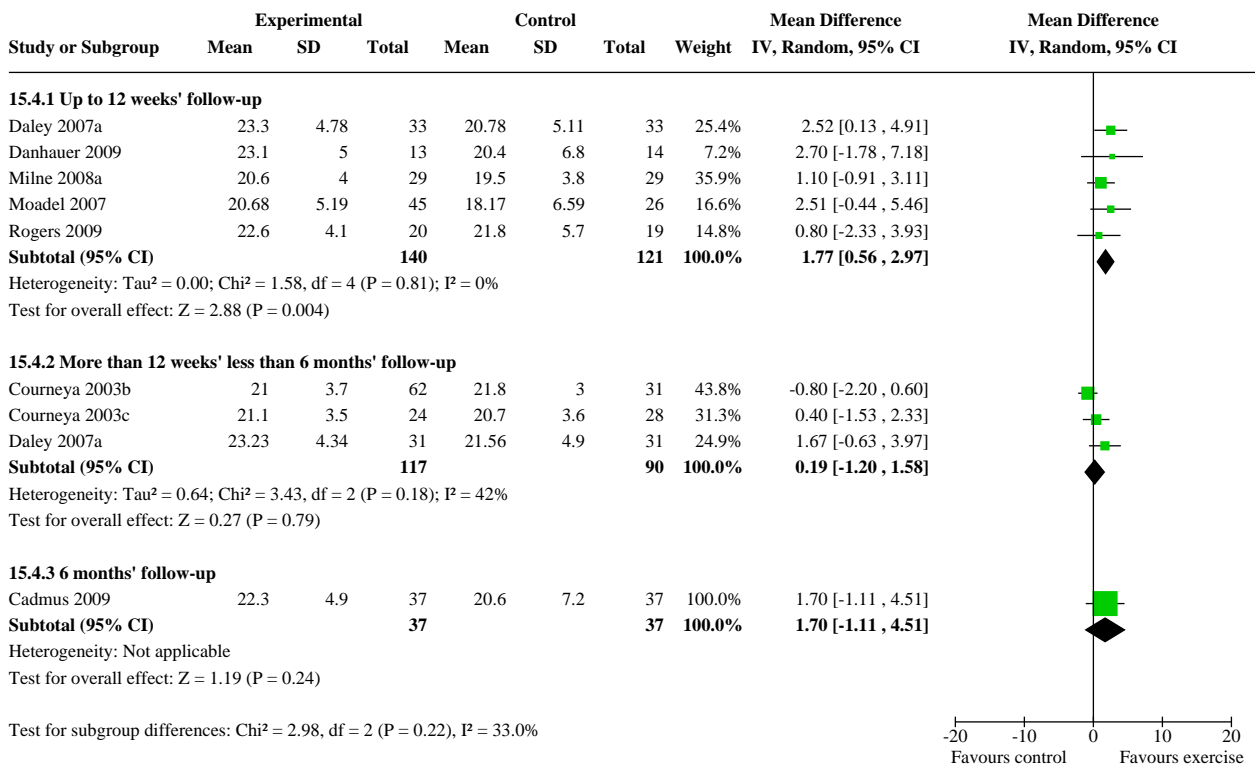 Experimental Control Mean Difference Mean Difference
Study or Subgroup Mean SD Total Mean SD Total Weight IV, Random, 95% CI IV, Random, 95% CI
15.4.1 Up to 12 weeks' follow-up
Daley 2007a 23.3 4.78 33 20.78 5.11 33 25.4% 2.52 [0.13 , 4.91]
Danhauer 2009 23.1 5 13 20.4 6.8 14 7.2% 2.70 [-1.78 , 7.18]
Milne 2008a 20.6 4 29 19.5 3.8 29 35.9% 1.10 [-0.91 , 3.11]
Moadel 2007 20.68 5.19 45 18.17 6.59 26 16.6% 2.51 [-0.44 , 5.46]
Rogers 2009 22.6 4.1 20 21.8 5.7 19 14.8% 0.80 [-2.33 , 3.93]
Subtotal (95% CI) 140 121 100.0% 1.77 [0.56 , 2.97]
Heterogeneity: Tau² = 0.00; Chi² = 1.58, df = 4 (P = 0.81); I² = 0%
Test for overall effect: Z = 2.88 (P = 0.004)
15.4.2 More than 12 weeks' less than 6 months' follow-up
Courneya 2003b 21 3.7 62 21.8 3 31 43.8% -0.80 [-2.20 , 0.60]
Courneya 2003c 21.1 3.5 24 20.7 3.6 28 31.3% 0.40 [-1.53 , 2.33]
Daley 2007a 23.23 4.34 31 21.56 4.9 31 24.9% 1.67 [-0.63 , 3.97]
Subtotal (95% CI) 117 90 100.0% 0.19 [-1.20 , 1.58]
Heterogeneity: Tau² = 0.64; Chi² = 3.43, df = 2 (P = 0.18); I² = 42%
Test for overall effect: Z = 0.27 (P = 0.79)
15.4.3 6 months' follow-up
Cadmus 2009 22.3 4.9 37 20.6 7.2 37 100.0% 1.70 [-1.11 , 4.51]
Subtotal (95% CI) 37 37 100.0% 1.70 [-1.11 , 4.51]
Heterogeneity: Not applicable
Test for overall effect: Z = 1.19 (P = 0.24)
Test for subgroup differences: Chi² = 2.98, df = 2 (P = 0.22), I² = 33.0%
-20 -10 0 10 20
Favours control Favours exercise